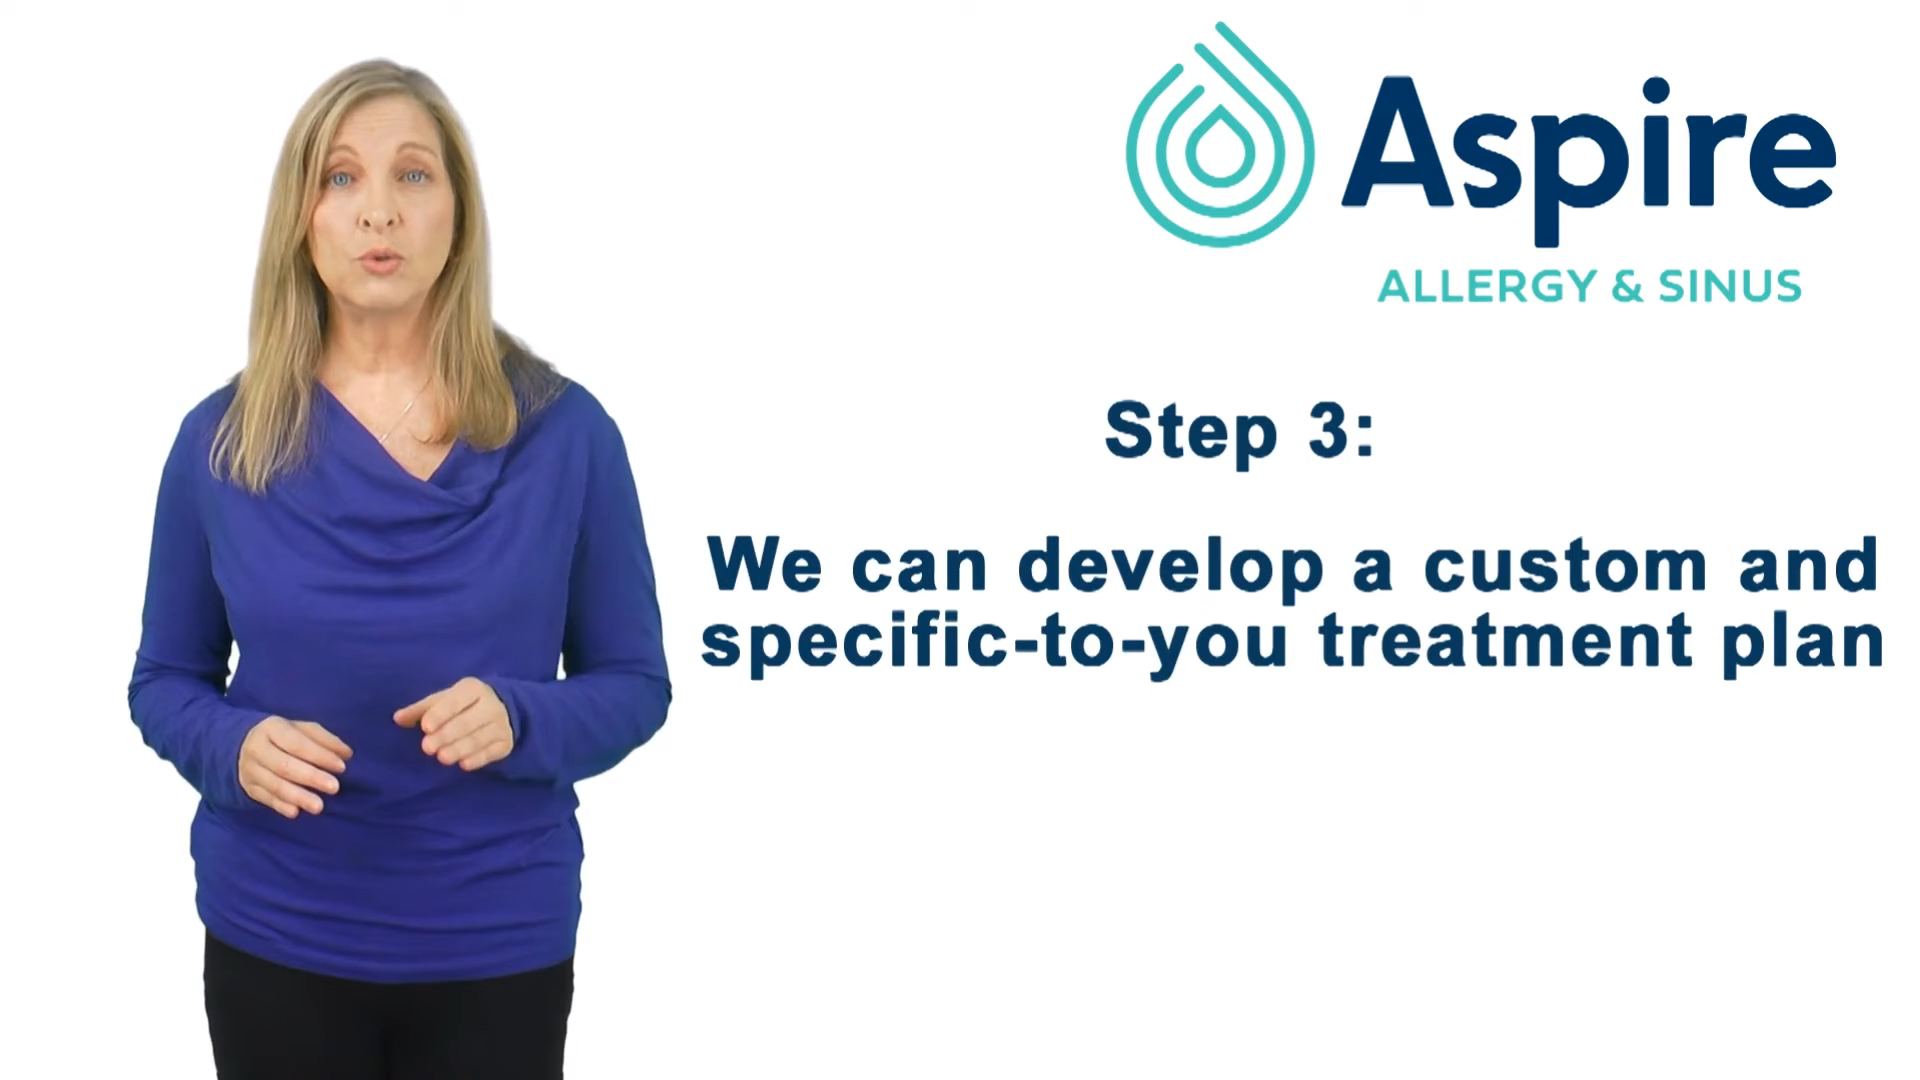 Aspire
ALLERGY & SINUS
Step 3:
We can develop a custom and
specific-to-you treatment plan